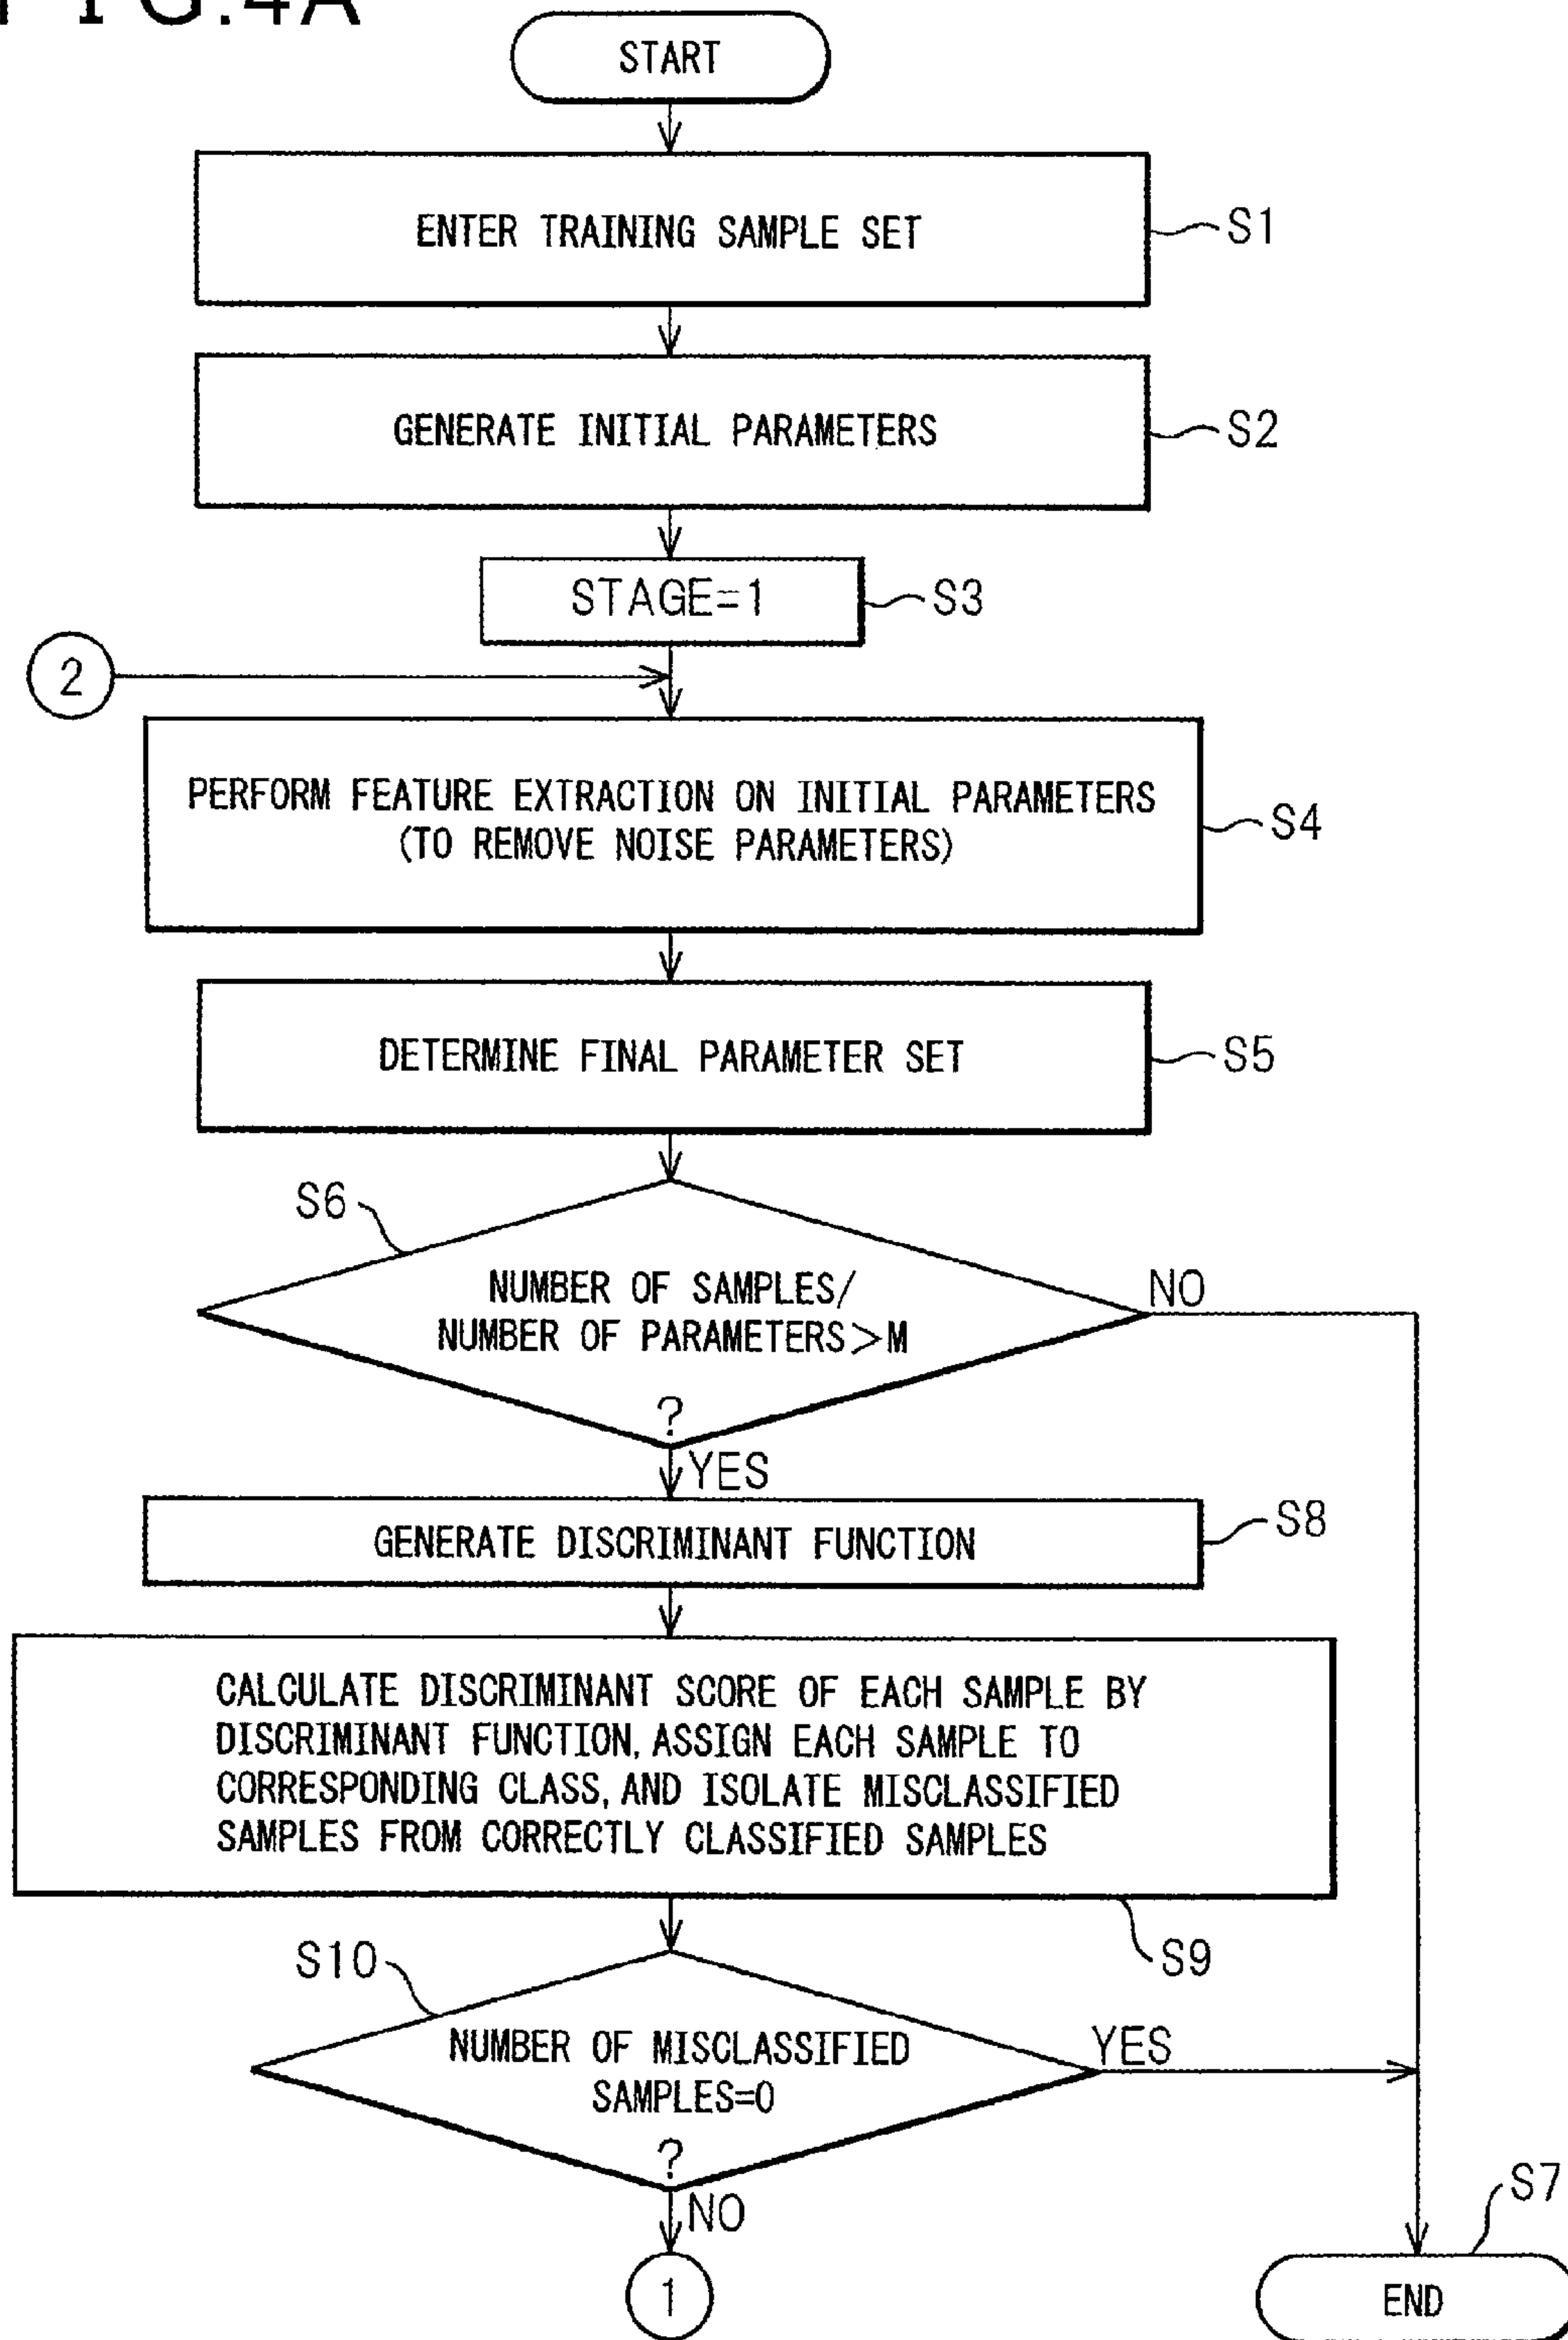 FIG.4A
START
ENTER TRAINING SAMPLE SET
S1
GENERATE INITIAL PARAMETERS
S2
STAGE=1
S3
2
PERFORM FEATURE EXTRACTION ON INITIAL PARAMETERS
(TO REMOVE NOISE PARAMETERS)
S4
DETERMINE FINAL PARAMETER SET
S5
S6
NUMBER OF SAMPLES/
NUMBER OF PARAMETERS>M
?
NO
YES
GENERATE DISCRIMINANT FUNCTION
S8
CALCULATE DISCRIMINANT SCORE OF EACH SAMPLE BY
DISCRIMINANT FUNCTION, ASSIGN EACH SAMPLE TO
CORRESPONDING CLASS, AND ISOLATE MISCLASSIFIED
SAMPLES FROM CORRECTLY CLASSIFIED SAMPLES
S9
S10
NUMBER OF MISCLASSIFIED
SAMPLES=0
?
YES
NO
1
S7
END